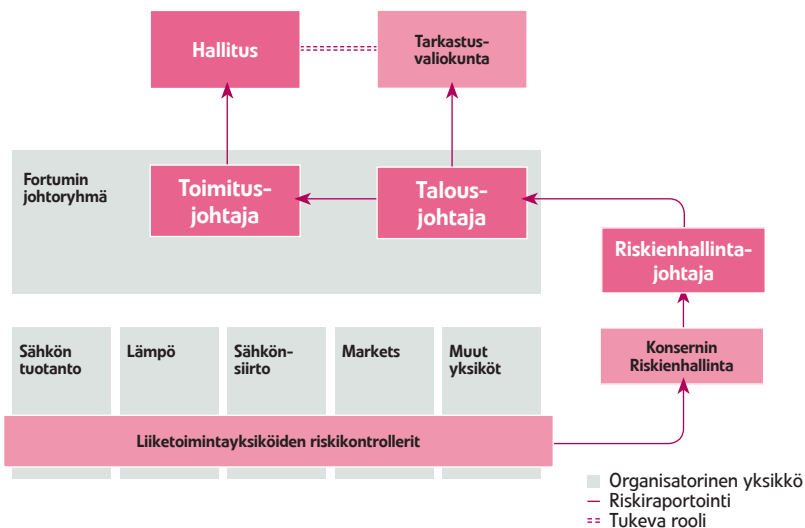 Hallitus
Tarkastus-
valiokunta
Fortumin
johtoryhmä
Toimitus-
johtaja
Talous-
johtaja
Riskienhallinta-
johtaja
Konsernin
Riskienhallinta
Sähkön
tuotanto
Lämpö
Sähkön-
siirto
Markets
Muut
yksiköt
Liiketoimintayksiköiden riskikontrollerit
Organisatorinen yksikkö
Riskiraportointi
Tukeva rooli